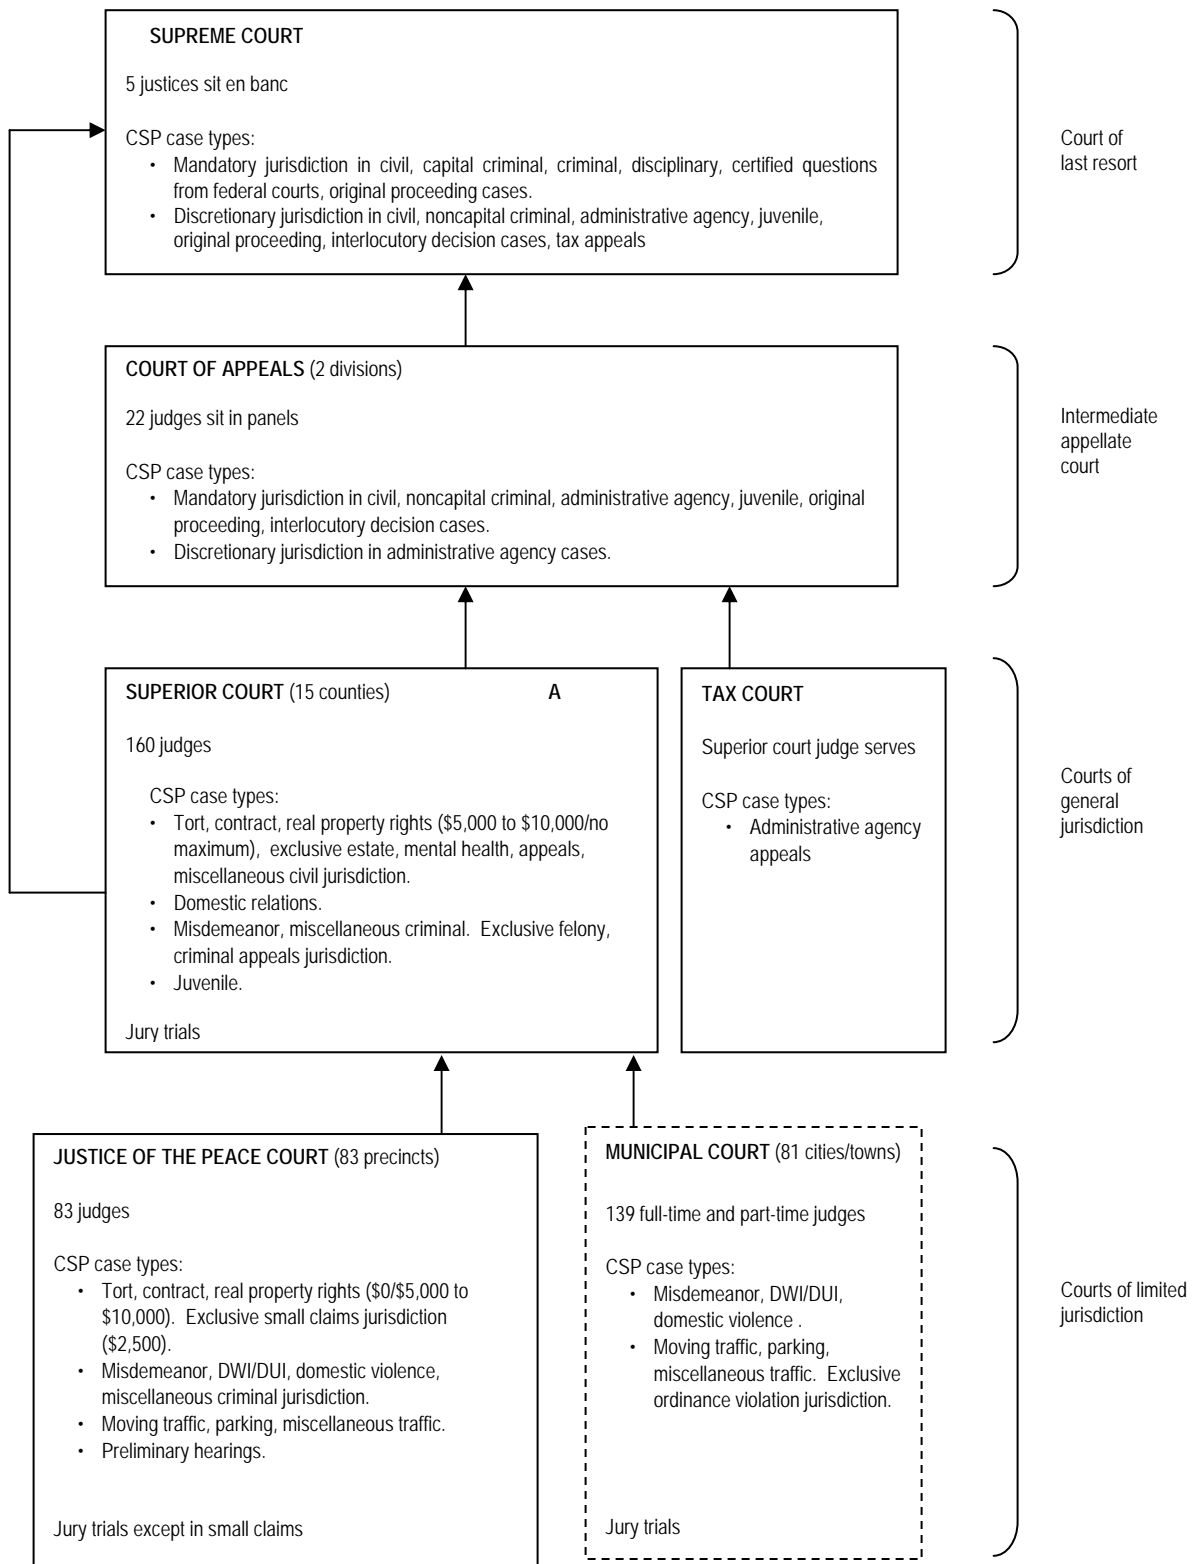 SUPREME COURT
5 justices sit en banc
CSP case types:
• Mandatory jurisdiction in civil, capital criminal, criminal, disciplinary, certified questions
from federal courts, original proceeding cases.
• Discretionary jurisdiction in civil, noncapital criminal, administrative agency, juvenile,
original proceeding, interlocutory decision cases, tax appeals
Court of
last resort
COURT OF APPEALS (2 divisions)
22 judges sit in panels
CSP case types:
• Mandatory jurisdiction in civil, noncapital criminal, administrative agency, juvenile, original
proceeding, interlocutory decision cases.
• Discretionary jurisdiction in administrative agency cases.
Intermediate
appellate
court
SUPERIOR COURT (15 counties) A
160 judges
CSP case types:
• Tort, contract, real property rights ($5,000 to $10,000/no
maximum), exclusive estate, mental health, appeals,
miscellaneous civil jurisdiction.
• Domestic relations.
• Misdemeanor, miscellaneous criminal. Exclusive felony,
criminal appeals jurisdiction.
• Juvenile.
Jury trials
TAX COURT
Superior court judge serves
CSP case types:
• Administrative agency
appeals
Courts of
general
jurisdiction
JUSTICE OF THE PEACE COURT (83 precincts)
83 judges
CSP case types:
• Tort, contract, real property rights ($0/$5,000 to
$10,000). Exclusive small claims jurisdiction
($2,500).
• Misdemeanor, DWI/DUI, domestic violence,
miscellaneous criminal jurisdiction.
• Moving traffic, parking, miscellaneous traffic.
• Preliminary hearings.
Jury trials except in small claims
MUNICIPAL COURT (81 cities/towns)
139 full-time and part-time judges
CSP case types:
• Misdemeanor, DWI/DUI,
domestic violence .
• Moving traffic, parking,
miscellaneous traffic. Exclusive
ordinance violation jurisdiction.
Jury trials
Courts of limited
jurisdiction